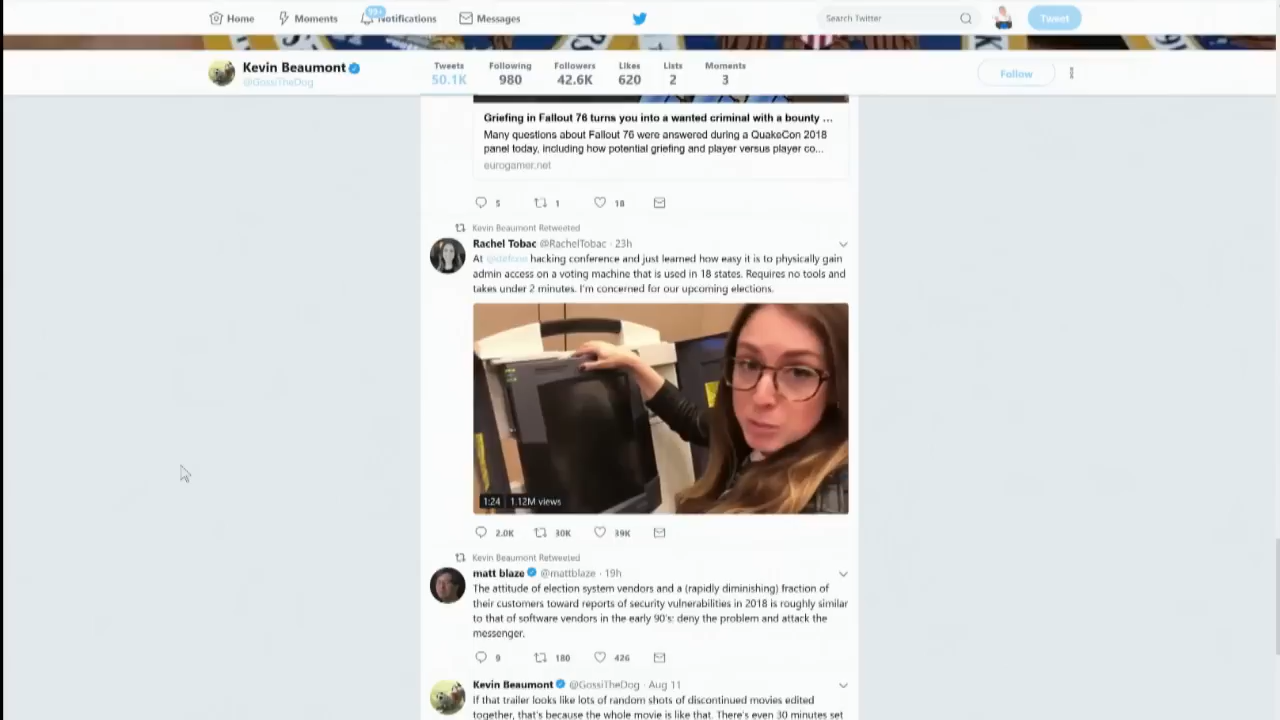 Home Moments 99+ Notifications Messages Search Twitter Tweet
Kevin Beaumont
@GossiTheDog
Tweets Following Followers Likes Lists Moments
50.1K 980 42.6K 620 2 3
Follow
Griefing in Fallout 76 turns you into a wanted criminal with a bounty ...
Many questions about Fallout 76 were answered during a QuakeCon 2018
panel today, including how potential griefing and player versus player co...
eurogamer.net
5 1 18
Kevin Beaumont Retweeted
Rachel Tobac @RachelTobac · 23h
At @defcon hacking conference and just learned how easy it is to physically gain
admin access on a voting machine that is used in 18 states. Requires no tools and
takes under 2 minutes. I'm concerned for our upcoming elections.
1:24 1.12M views
2.0K 30K 39K
Kevin Beaumont Retweeted
matt blaze @mattblaze · 19h
The attitude of election system vendors and a (rapidly diminishing) fraction of
their customers toward reports of security vulnerabilities in 2018 is roughly similar
to that of software vendors in the early 90's: deny the problem and attack the
messenger.
9 180 426
Kevin Beaumont @GossiTheDog · Aug 11
If that trailer looks like lots of random shots of discontinued movies edited
together, that's because the whole movie is like that. There's even 30 minutes set